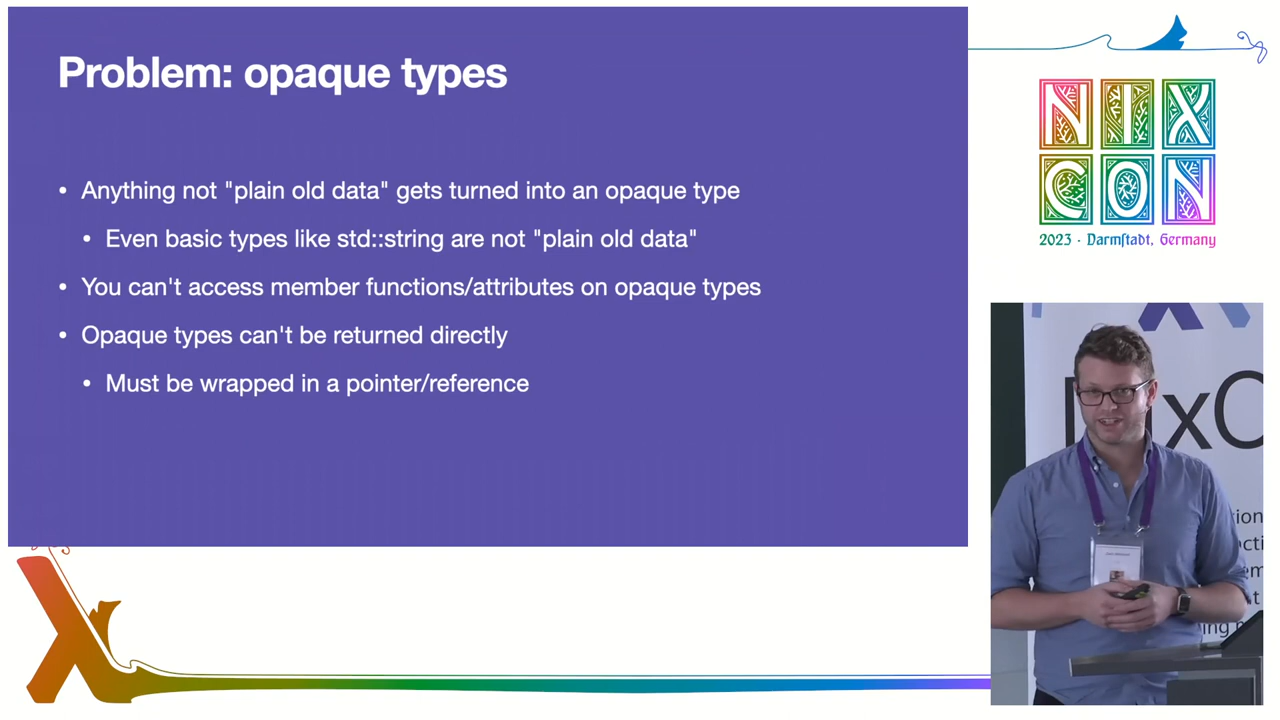 Problem: opaque types
• Anything not "plain old data" gets turned into an opaque type
• Even basic types like std::string are not "plain old data"
• You can't access member functions/attributes on opaque types
• Opaque types can't be returned directly
• Must be wrapped in a pointer/reference
NIX
CON
2023 · Darmstadt, Germany
xC